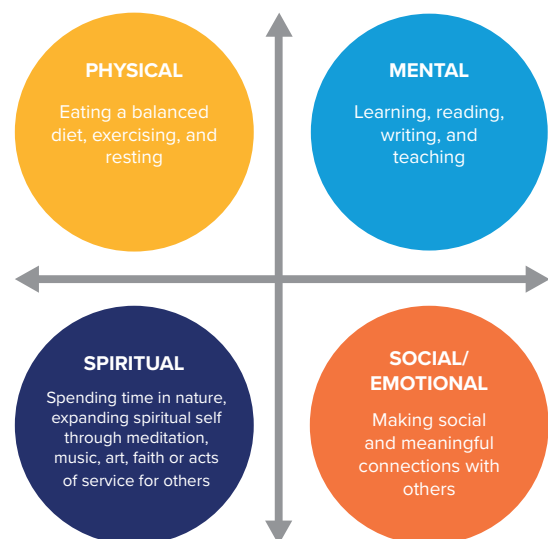 PHYSICAL
Eating a balanced
diet, exercising, and
resting
MENTAL
Learning, reading,
writing, and
teaching
SPIRITUAL
Spending time in nature,
expanding spiritual self
through meditation,
music, art, faith or acts
of service for others
SOCIAL/
EMOTIONAL
Making social
and meaningful
connections with
others